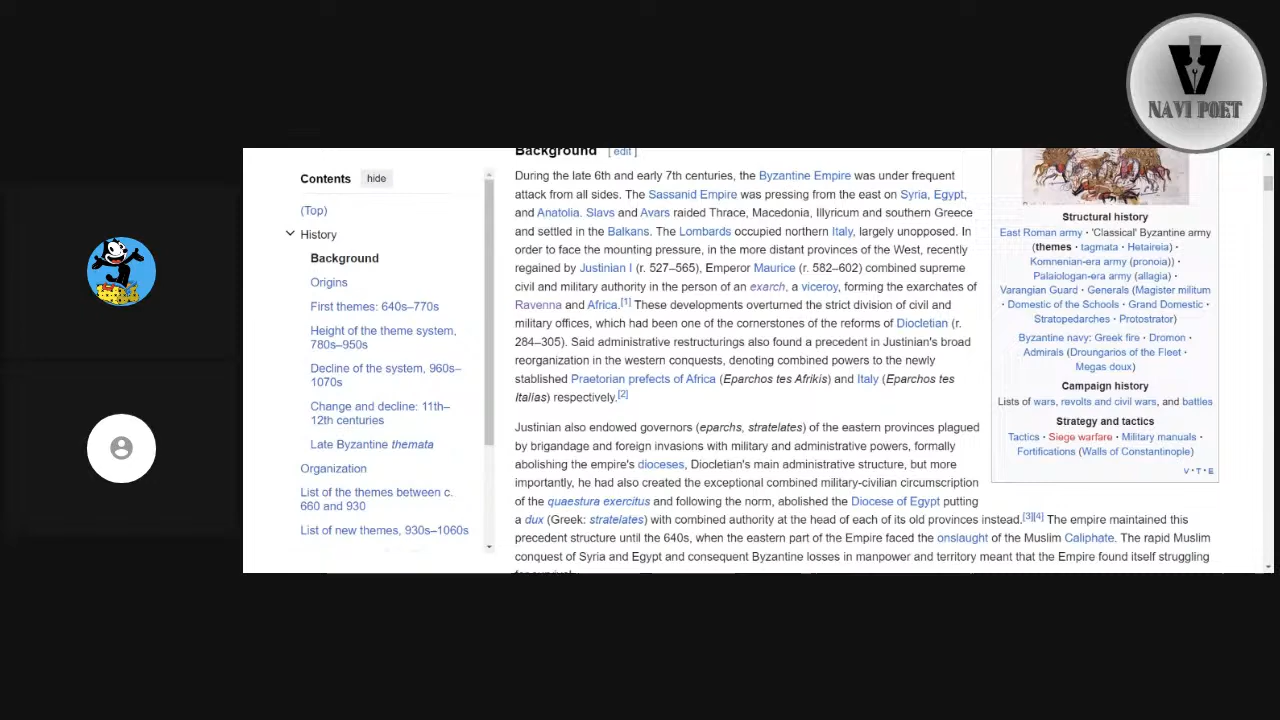 NAVI POET
Contents hide
(Top)
History
Background
Origins
First themes: 640s–770s
Height of the theme system,
780s–950s
Decline of the system, 960s–
1070s
Change and decline: 11th–
12th centuries
Late Byzantine themata
Organization
List of the themes between c.
660 and 930
List of new themes, 930s–1060s
Background [ edit ]
During the late 6th and early 7th centuries, the Byzantine Empire was under frequent
attack from all sides. The Sassanid Empire was pressing from the east on Syria, Egypt,
and Anatolia. Slavs and Avars raided Thrace, Macedonia, Illyricum and southern Greece
and settled in the Balkans. The Lombards occupied northern Italy, largely unopposed. In
order to face the mounting pressure, in the more distant provinces of the West, recently
regained by Justinian I (r. 527–565), Emperor Maurice (r. 582–602) combined supreme
civil and military authority in the person of an exarch, a viceroy, forming the exarchates of
Ravenna and Africa.[1] These developments overturned the strict division of civil and
military offices, which had been one of the cornerstones of the reforms of Diocletian (r.
284–305). Said administrative restructurings also found a precedent in Justinian's broad
reorganization in the western conquests, denoting combined powers to the newly
stablished Praetorian prefects of Africa (Eparchos tes Afrikis) and Italy (Eparchos tes
Italías) respectively.[2]
Justinian also endowed governors (eparchs, stratelates) of the eastern provinces plagued
by brigandage and foreign invasions with military and administrative powers, formally
abolishing the empire's dioceses, Diocletian's main administrative structure, but more
importantly, he had also created the exceptional combined military-civilian circumscription
of the quaestura exercitus and following the norm, abolished the Diocese of Egypt putting
a dux (Greek: stratelates) with combined authority at the head of each of its old provinces instead.[3][4] The empire maintained this
precedent structure until the 640s, when the eastern part of the Empire faced the onslaught of the Muslim Caliphate. The rapid Muslim
conquest of Syria and Egypt and consequent Byzantine losses in manpower and territory meant that the Empire found itself struggling
Structural history
East Roman army · 'Classical' Byzantine army
(themes · tagmata · Hetaireia) ·
Komnenian-era army (pronoia)) ·
Palaiologan-era army (allagia) ·
Varangian Guard · Generals (Magister militum
· Domestic of the Schools · Grand Domestic ·
Stratopedarches · Protostrator)
Byzantine navy: Greek fire · Dromon ·
Admirals (Droungarios of the Fleet ·
Megas doux)
Campaign history
Lists of wars, revolts and civil wars, and battles
Strategy and tactics
Tactics · Siege warfare · Military manuals ·
Fortifications (Walls of Constantinople)
V · T · E